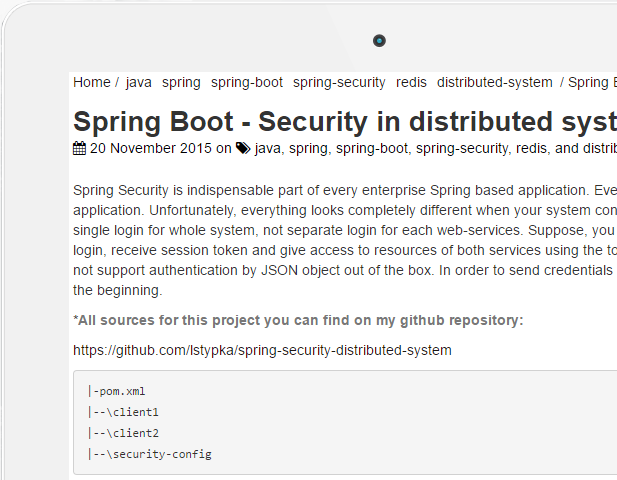 Home / java spring spring-boot spring-security redis distributed-system / Spring
Spring Boot - Security in distributed syst
20 November 2015 on java, spring, spring-boot, spring-security, redis, and distrib
Spring Security is indispensable part of every enterprise Spring based application. Eve
application. Unfortunately, everything looks completely different when your system con
single login for whole system, not separate login for each web-services. Suppose, you
login, receive session token and give access to resources of both services using the to
not support authentication by JSON object out of the box. In order to send credentials
the beginning.
*All sources for this project you can find on my github repository:
https://github.com/lstypka/spring-security-distributed-system
|-pom.xml
|--\client1
|--\client2
|--\security-config